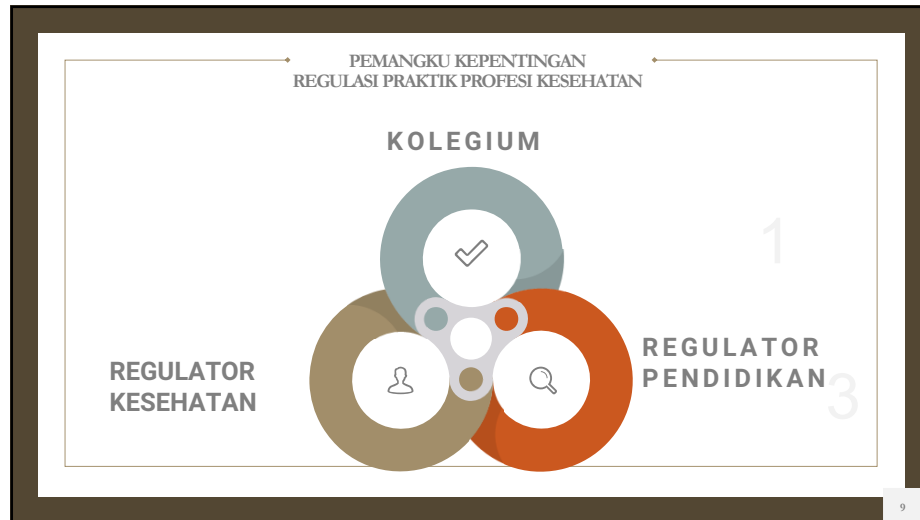 PEMANGKU KEPENTINGAN
REGULASI PRAKTIK PROFESI KESEHATAN
KOLEGIUM
1
REGULATOR
PENDIDIKAN
3
REGULATOR
KESEHATAN
9